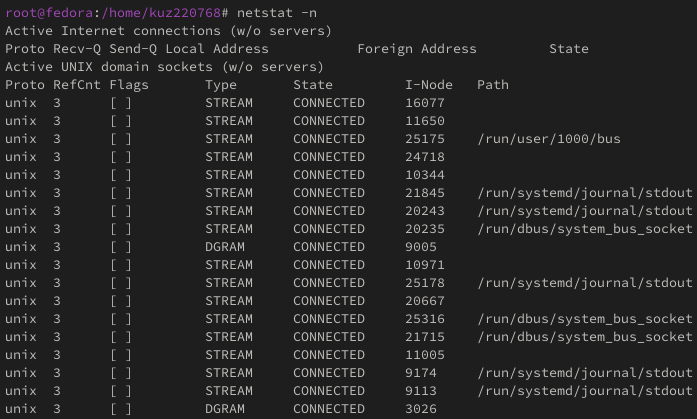 root@fedora:/home/kuz220768# netstat -n
Active Internet connections (w/o servers)
Proto Recv-Q Send-Q Local Address           Foreign Address         State
Active UNIX domain sockets (w/o servers)
Proto RefCnt Flags       Type       State         I-Node   Path
unix  3      [ ]         STREAM     CONNECTED     16077
unix  3      [ ]         STREAM     CONNECTED     11650
unix  3      [ ]         STREAM     CONNECTED     25175    /run/user/1000/bus
unix  3      [ ]         STREAM     CONNECTED     24718
unix  3      [ ]         STREAM     CONNECTED     10344
unix  3      [ ]         STREAM     CONNECTED     21845    /run/systemd/journal/stdout
unix  3      [ ]         STREAM     CONNECTED     20243    /run/systemd/journal/stdout
unix  3      [ ]         STREAM     CONNECTED     20235    /run/dbus/system_bus_socket
unix  3      [ ]         DGRAM      CONNECTED     9005
unix  3      [ ]         STREAM     CONNECTED     10971
unix  3      [ ]         STREAM     CONNECTED     25178    /run/systemd/journal/stdout
unix  3      [ ]         STREAM     CONNECTED     20667
unix  3      [ ]         STREAM     CONNECTED     25316    /run/dbus/system_bus_socket
unix  3      [ ]         STREAM     CONNECTED     21715    /run/dbus/system_bus_socket
unix  3      [ ]         STREAM     CONNECTED     11005
unix  3      [ ]         STREAM     CONNECTED     9174     /run/systemd/journal/stdout
unix  3      [ ]         STREAM     CONNECTED     9113     /run/systemd/journal/stdout
unix  3      [ ]         DGRAM      CONNECTED     3026